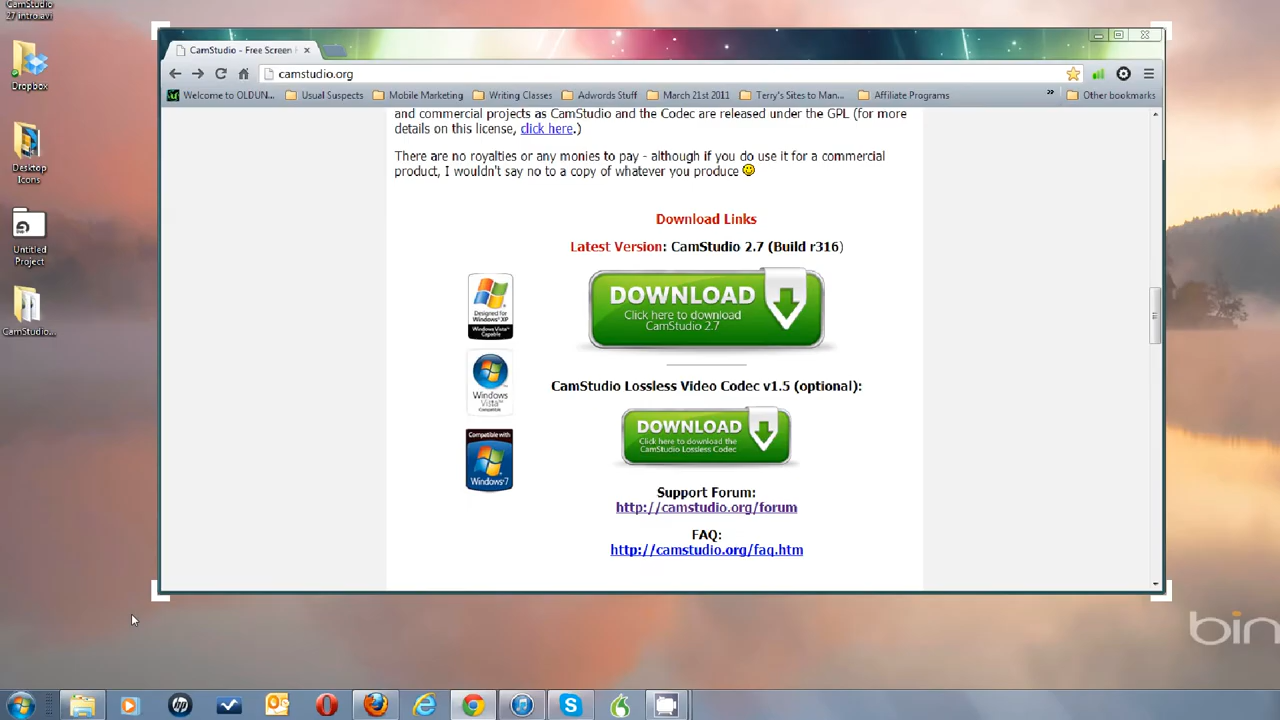 CamStudio
27 intro.avi
Dropbox
Desktop
Icons
Untitled
Project
CamStudio...
CamStudio - Free Screen
camstudio.org
Welcome to OLDUN...
Usual Suspects
Mobile Marketing
Writing Classes
Adwords Stuff
March 21st 2011
Terry's Sites to Man...
Affiliate Programs
»
Other bookmarks
and commercial projects as CamStudio and the Codec are released under the GPL (for more
details on this license, click here.)
There are no royalties or any monies to pay - although if you do use it for a commercial
product, I wouldn't say no to a copy of whatever you produce
Download Links
Latest Version: CamStudio 2.7 (Build r316)
DOWNLOAD
Click here to download
CamStudio 2.7
Designed for
Windows XP
Windows Vista
Capable
CamStudio Lossless Video Codec v1.5 (optional):
Windows
Vista
Compatible
DOWNLOAD
Click here to download the
CamStudio Lossless Codec
Compatible with
Windows 7
Support Forum:
http://camstudio.org/forum
FAQ:
http://camstudio.org/faq.htm
bin
hp